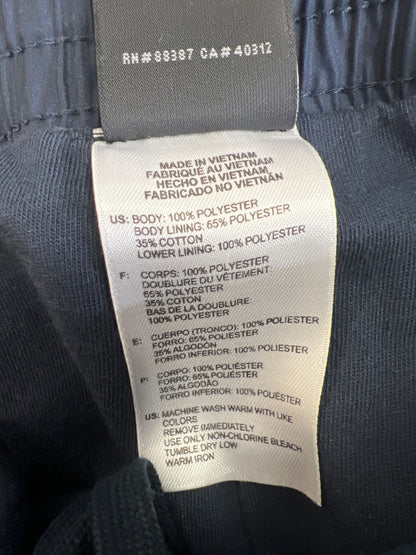 RN#88387 CA#40312
MADE IN VIETNAM
FABRIQUÉ AU VIETNAM
HECHO EN VIETNAM
FABRICADO NO VIETNÃN
US: BODY: 100% POLYESTER
BODY LINING: 65% POLYESTER
35% COTTON
LOWER LINING: 100% POLYESTER
F: CORPS: 100% POLYESTER
DOUBLURE DU VÊTEMENT:
65% POLYESTER
35% COTON
BAS DE LA DOUBLURE:
100% POLYESTER
E: CUERPO (TRONCO): 100% POLIESTER
FORRO: 65% POLIESTER
35% ALGODÓN
FORRO INFERIOR: 100% POLIESTER
P: CORPO: 100% POLIÉSTER
FORRO: 65% POLIÉSTER
35% ALGODÃO
FORRO INFERIOR: 100% POLIÉSTER
US: MACHINE WASH WARM WITH LIKE
COLORS
REMOVE IMMEDIATELY
USE ONLY NON-CHLORINE BLEACH
TUMBLE DRY LOW
WARM IRON